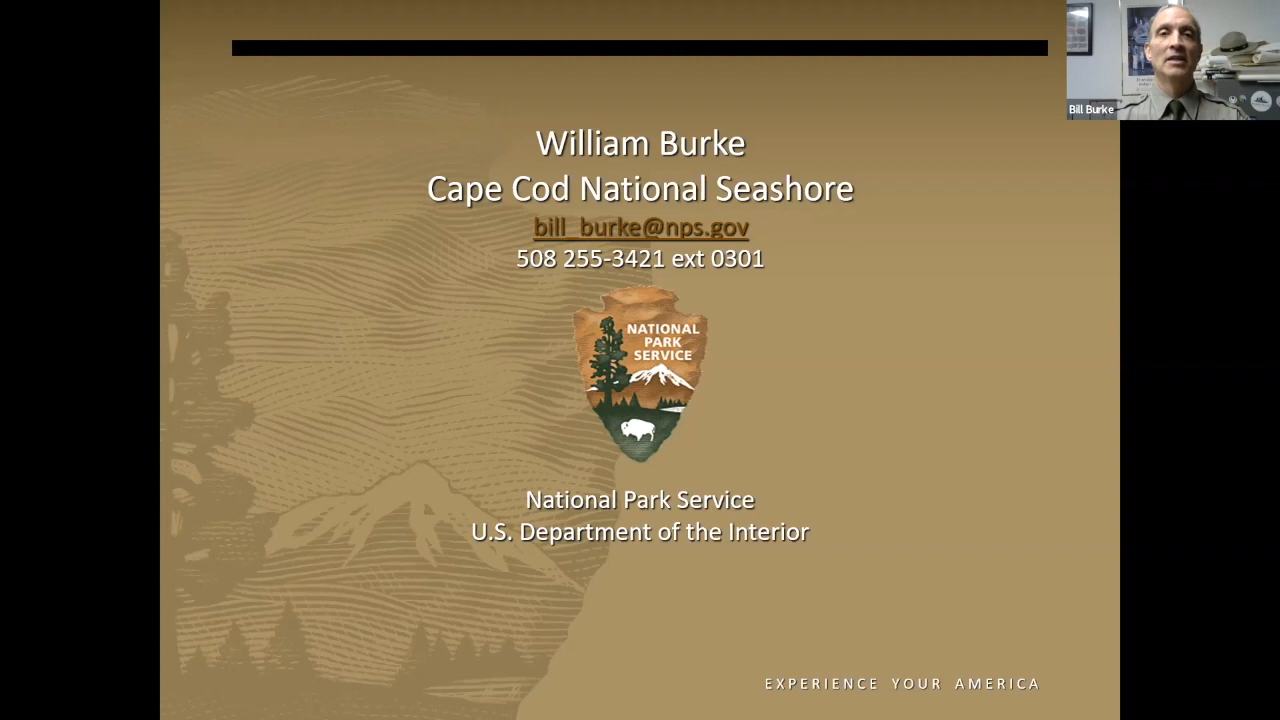 William Burke
Cape Cod National Seashore
bill_burke@nps.gov
508 255-3421 ext 0301
NATIONAL
PARK
SERVICE
National Park Service
U.S. Department of the Interior
EXPERIENCE YOUR AMERICA
Bill Burke